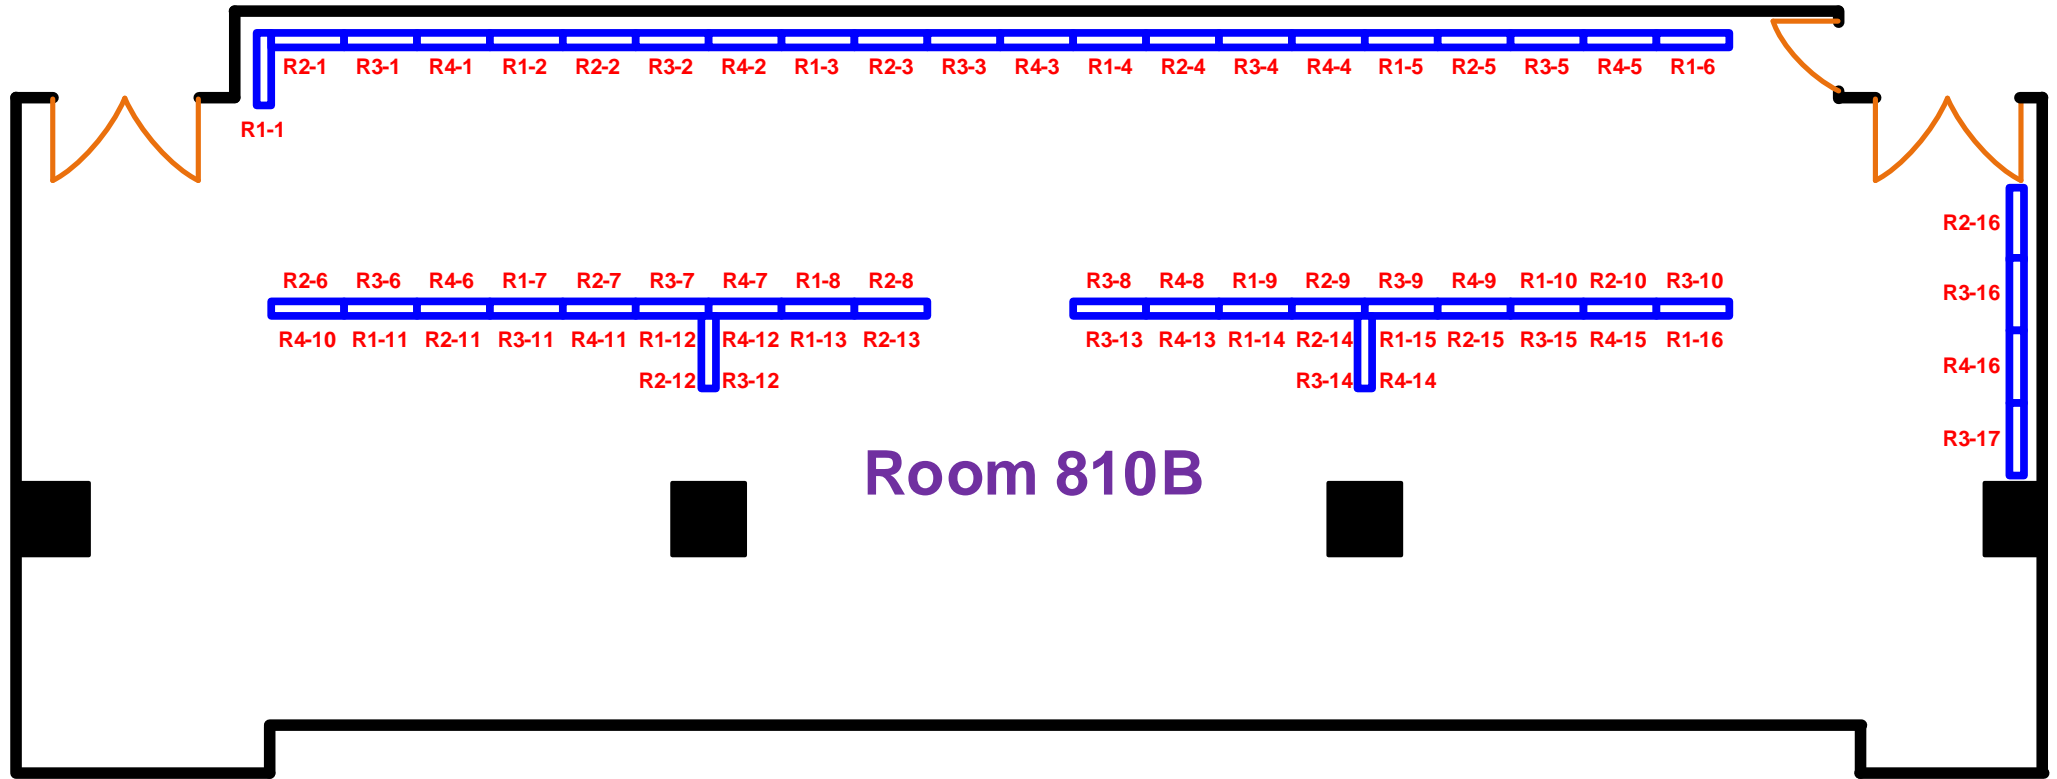 R2-1 R3-1 R4-1 R1-2 R2-2 R3-2 R4-2 R1-3 R2-3 R3-3 R4-3 R1-4 R2-4 R3-4 R4-4 R1-5 R2-5 R3-5 R4-5 R1-6
R1-1
R2-16
R3-16
R4-16
R3-17
R2-6 R3-6 R4-6 R1-7 R2-7 R3-7 R4-7 R1-8 R2-8
R4-10 R1-11 R2-11 R3-11 R4-11 R1-12 R4-12 R1-13 R2-13
R2-12 R3-12
R3-8 R4-8 R1-9 R2-9 R3-9 R4-9 R1-10 R2-10 R3-10
R3-13 R4-13 R1-14 R2-14 R1-15 R2-15 R3-15 R4-15 R1-16
R3-14 R4-14
Room 810B